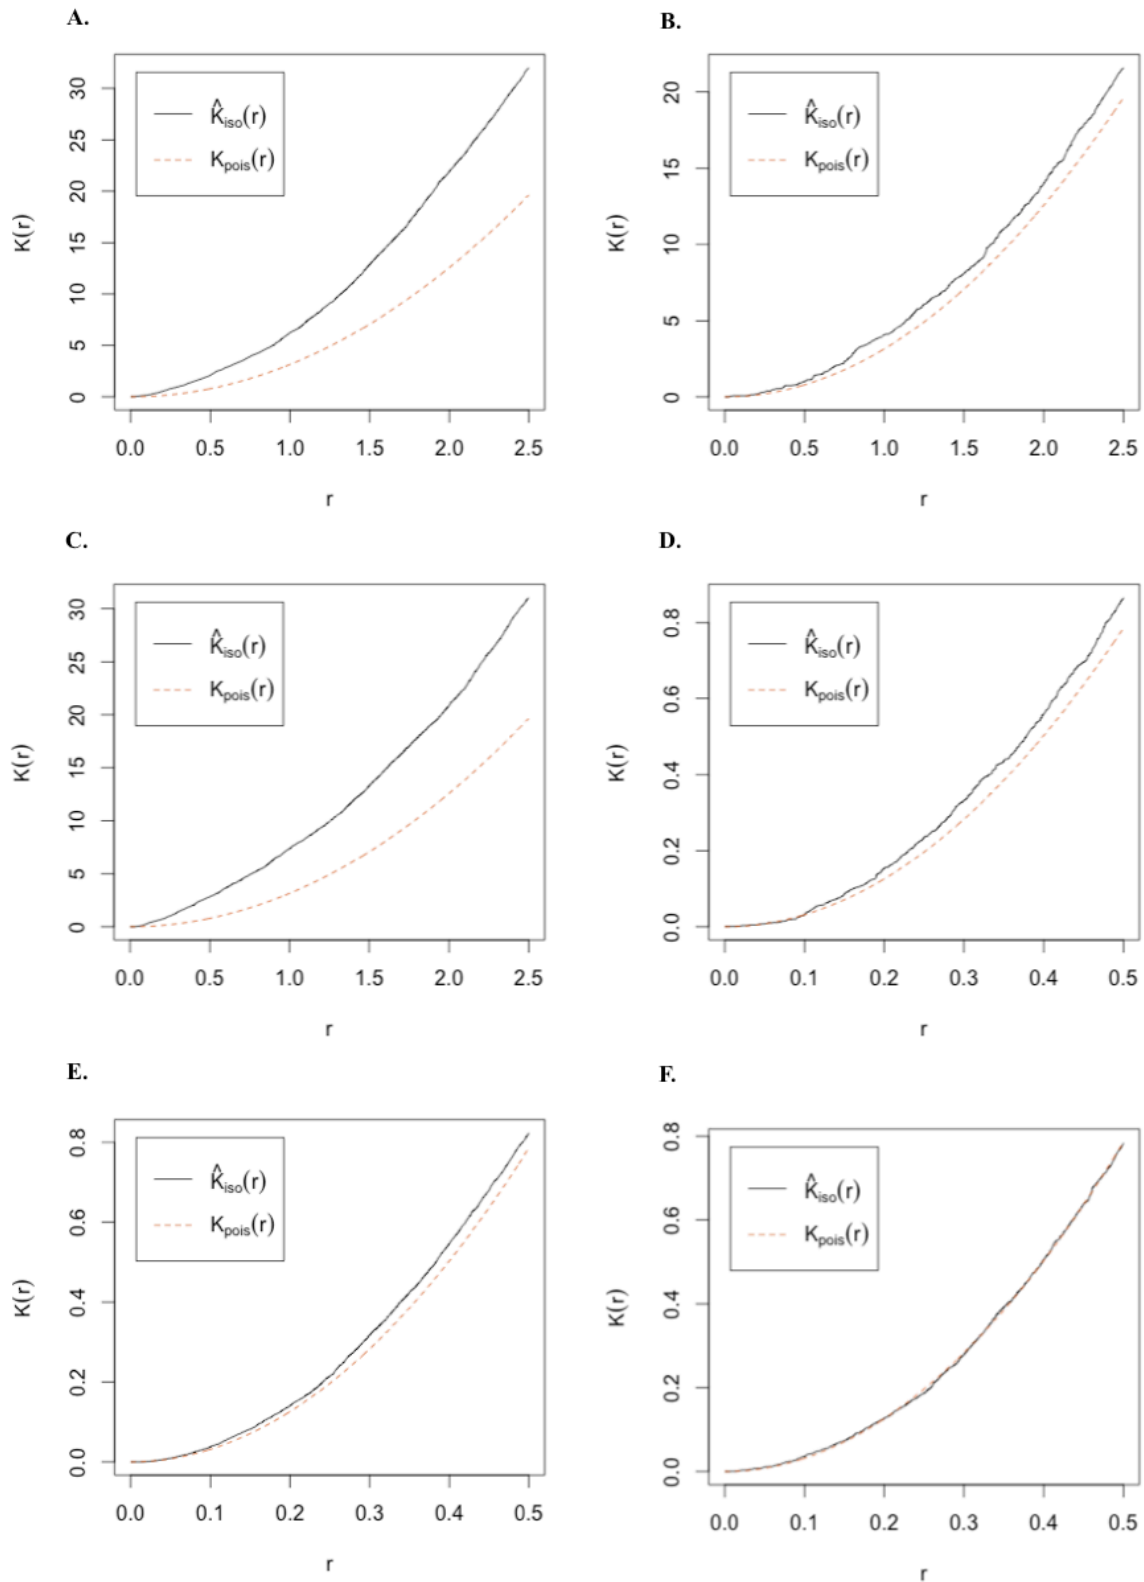 A.
K̂iso(r)
Kpois(r)
K(r)
0 5 10 15 20 25 30
0.0 0.5 1.0 1.5 2.0 2.5
r
B.
K̂iso(r)
Kpois(r)
K(r)
0 5 10 15 20
0.0 0.5 1.0 1.5 2.0 2.5
r
C.
K̂iso(r)
Kpois(r)
K(r)
0 5 10 15 20 25 30
0.0 0.5 1.0 1.5 2.0 2.5
r
D.
K̂iso(r)
Kpois(r)
K(r)
0.0 0.2 0.4 0.6 0.8
0.0 0.1 0.2 0.3 0.4 0.5
r
E.
K̂iso(r)
Kpois(r)
K(r)
0.0 0.2 0.4 0.6 0.8
0.0 0.1 0.2 0.3 0.4 0.5
r
F.
K̂iso(r)
Kpois(r)
K(r)
0.0 0.2 0.4 0.6 0.8
0.0 0.1 0.2 0.3 0.4 0.5
r